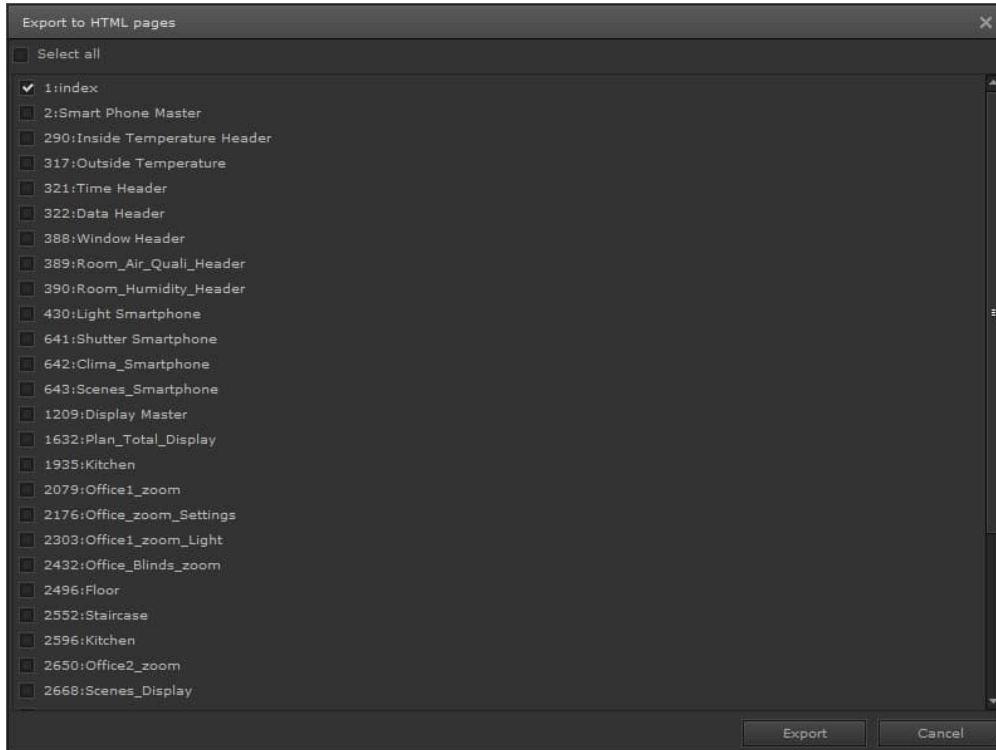 Export to HTML pages
Select all
1:index
2:Smart Phone Master
290:Inside Temperature Header
317:Outside Temperature
321:Time Header
322:Data Header
388:Window Header
389:Room_Air_Quali_Header
390:Room_Humidity_Header
430:Light Smartphone
641:Shutter Smartphone
642:Clima_Smartphone
643:Scenes_Smartphone
1209:Display Master
1632:Plan_Total_Display
1935:Kitchen
2079:Office1_zoom
2176:Office_zoom_Settings
2303:Office1_zoom_Light
2432:Office_Blinds_zoom
2496:Floor
2552:Staircase
2596:Kitchen
2650:Office2_zoom
2668:Scenes_Display
Export Cancel